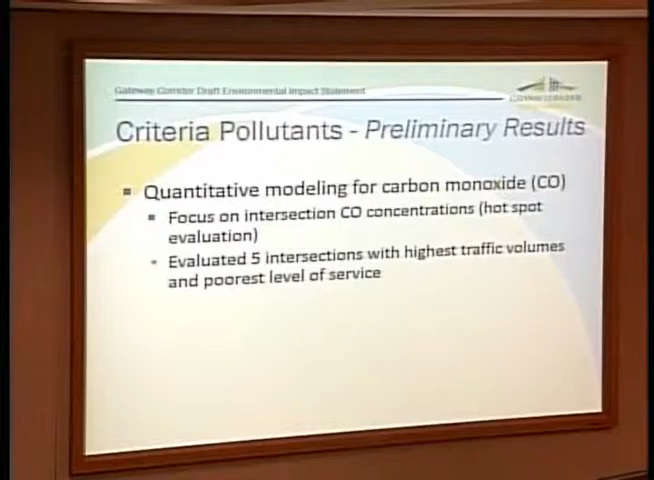 Gateway Corridor Draft Environmental Impact Statement
Criteria Pollutants - Preliminary Results
Quantitative modeling for carbon monoxide (CO)
Focus on intersection CO concentrations (hot spot
evaluation)
Evaluated 5 intersections with highest traffic volumes
and poorest level of service